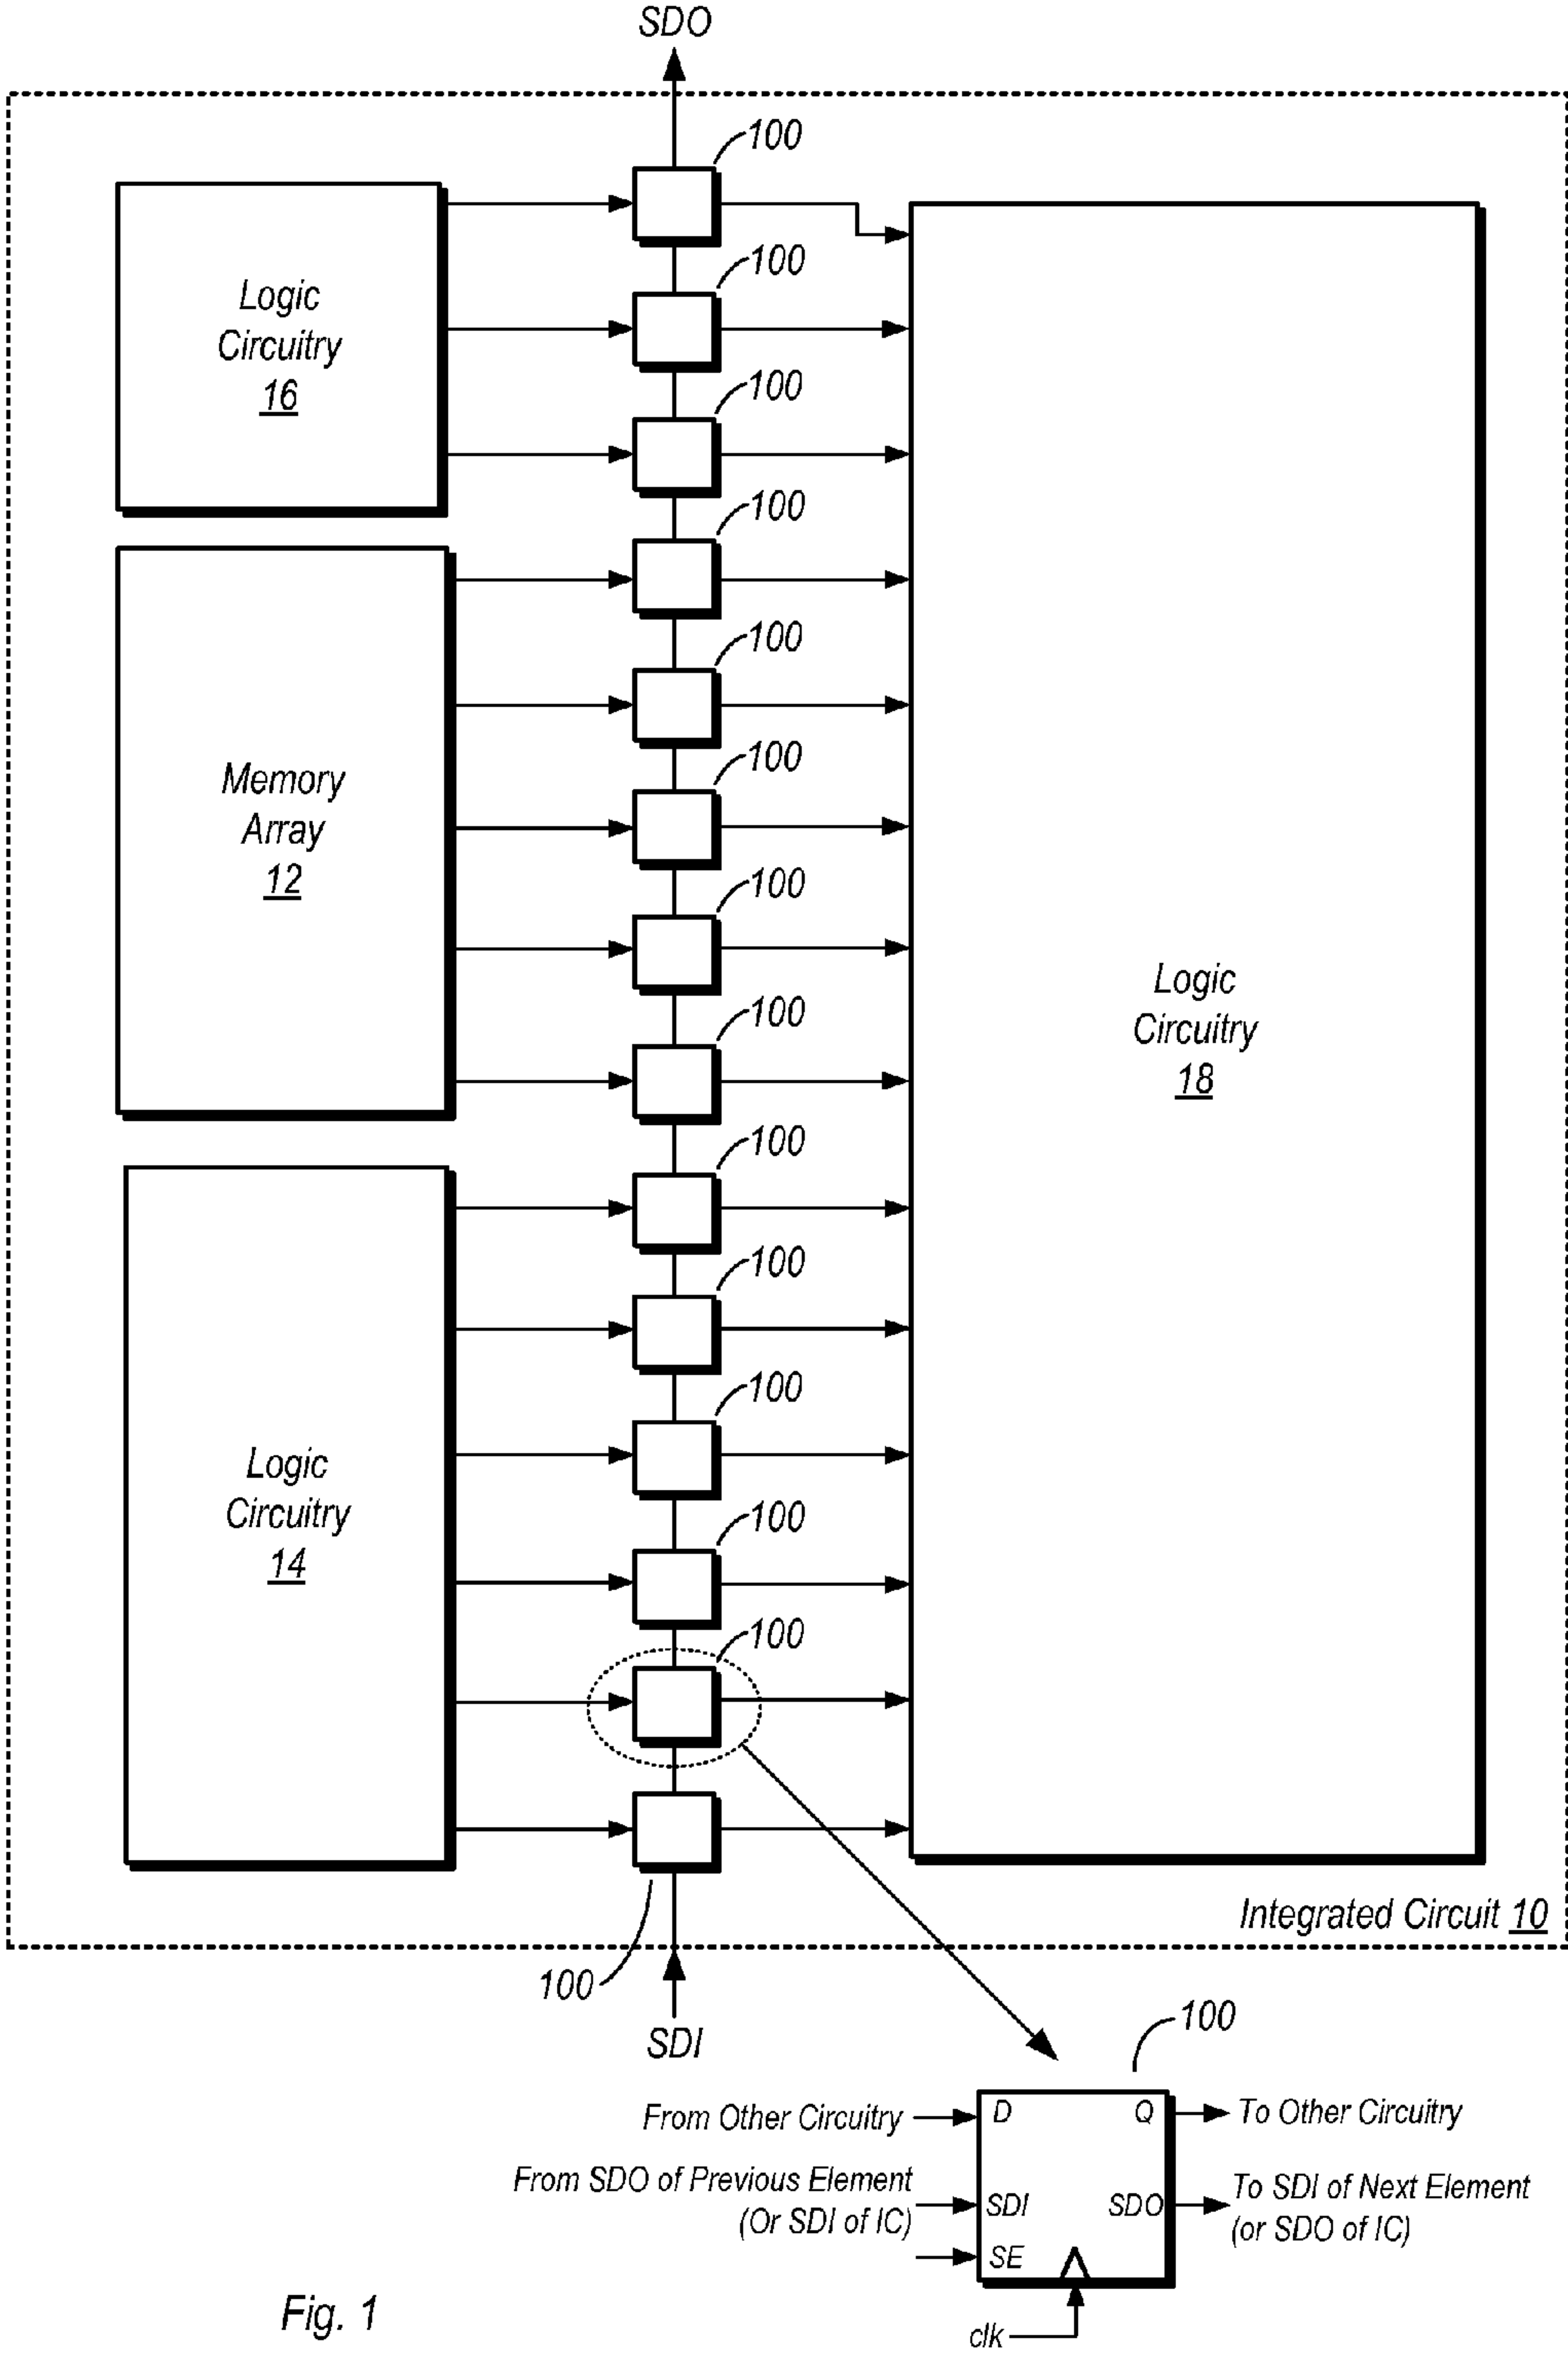 SDO
100
100
Logic
Circuitry
16
100
100
100
Memory
Array
12
100
100
100
Logic
Circuitry
18
100
100
100
Logic
Circuitry
14
100
100
Integrated Circuit 10
100
SDI
100
From Other Circuitry
D
Q
To Other Circuitry
From SDO of Previous Element
(Or SDI of IC)
SDI
SDO
To SDI of Next Element
(or SDO of IC)
SE
clk
Fig. 1